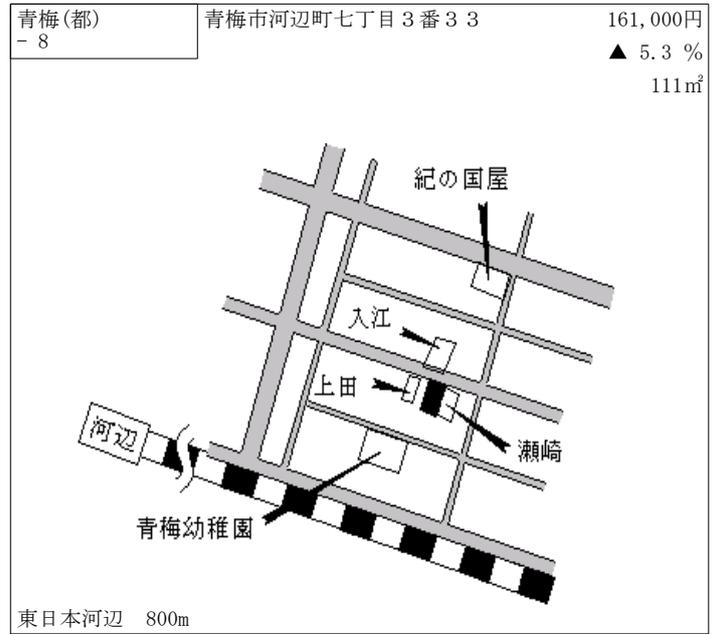 青梅(都)
- 8
青梅市河辺町七丁目３番３３
161,000円
▲ 5.3 %
111㎡
紀の国屋
入江
上田
河辺
瀬崎
青梅幼稚園
東日本河辺　800m